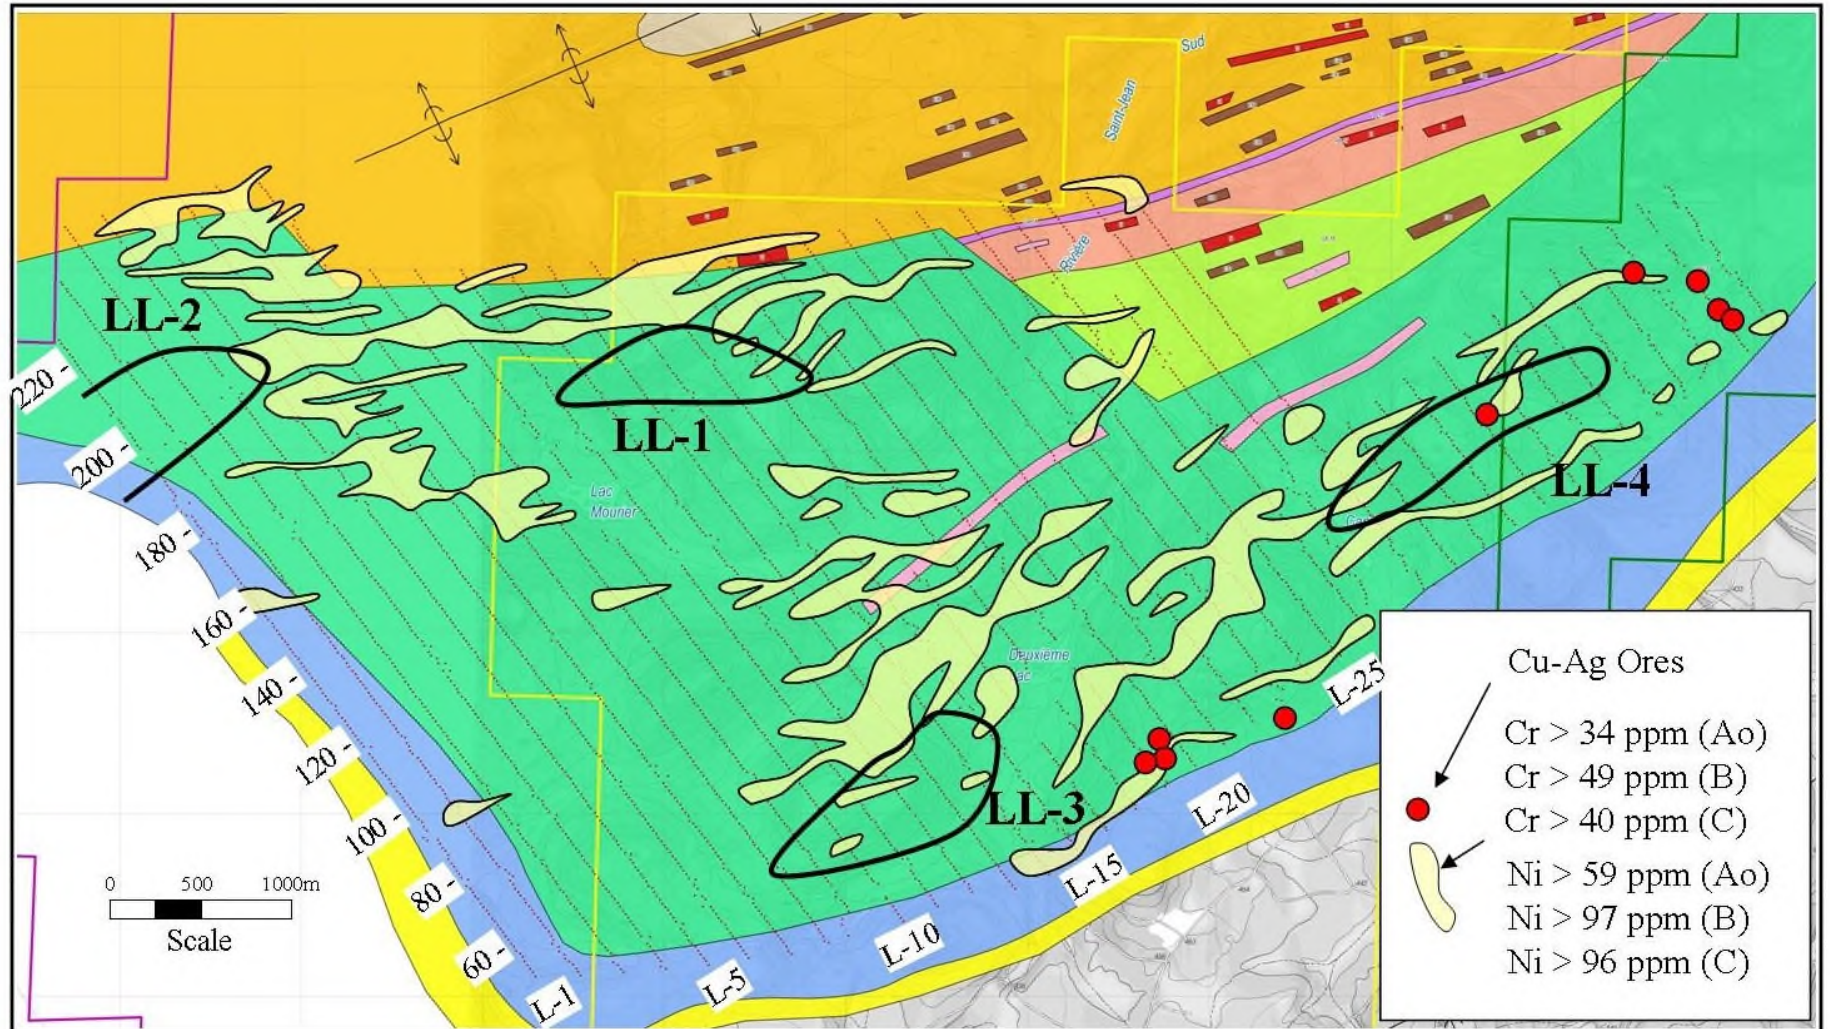 Sud
Saint-Jean
Rivière
LL-2
220 -
LL-1
200 -
LL-4
Lac
Mourier
180 -
160 -
Deuxième
140 -
L-25
120 -
LL-3
L-20
100 -
L-15
80 -
L-10
60 -
L-5
L-1
0 500 1000m
Scale
Cu-Ag Ores
Cr > 34 ppm (Ao)
Cr > 49 ppm (B)
Cr > 40 ppm (C)
Ni > 59 ppm (Ao)
Ni > 97 ppm (B)
Ni > 96 ppm (C)